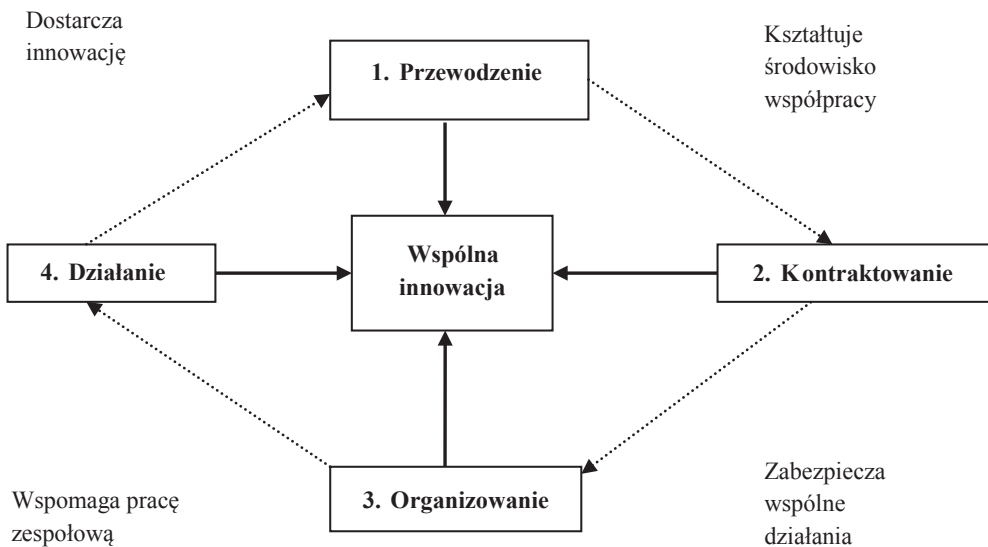 Dostarcza
innowację
Kształtuje
środowisko
współpracy
1. Przewodzenie
Wspólna
innowacja
4. Działanie
2. Kontraktowanie
3. Organizowanie
Wspomaga pracę
zespołową
Zabezpiecza
wspólne
działania